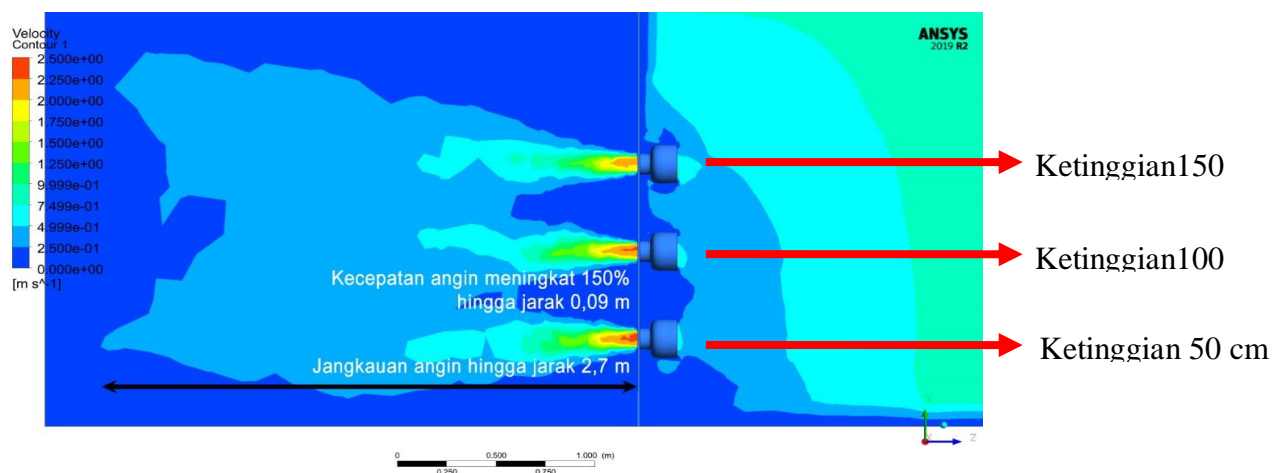 Velocity
Contour 1
2.500e+00
2.250e+00
2.000e+00
1.750e+00
1.500e+00
1.250e+00
9.999e-01
7.499e-01
4.999e-01
2.500e-01
0.000e+00
[m s^-1]
ANSYS
2019 R2
Ketinggian150
Ketinggian100
Kecepatan angin meningkat 150%
hingga jarak 0,09 m
Ketinggian 50 cm
Jangkauan angin hingga jarak 2,7 m
Y
X
Z
0 0.500 1.000 (m)
0.250 0.750